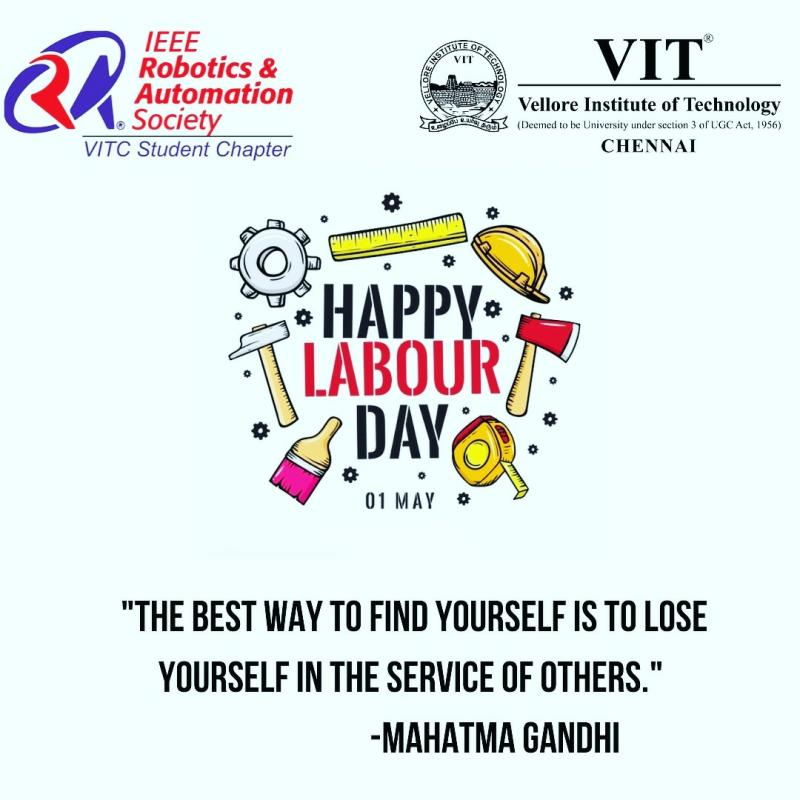 IEEE
Robotics &
Automation
Society
VITC Student Chapter
VELLORE INSTITUTE OF TECHNOLOGY
VIT
VIT®
Vellore Institute of Technology
(Deemed to be University under section 3 of UGC Act, 1956)
CHENNAI
HAPPY
LABOUR
DAY
01 MAY
"THE BEST WAY TO FIND YOURSELF IS TO LOSE
YOURSELF IN THE SERVICE OF OTHERS."
-MAHATMA GANDHI